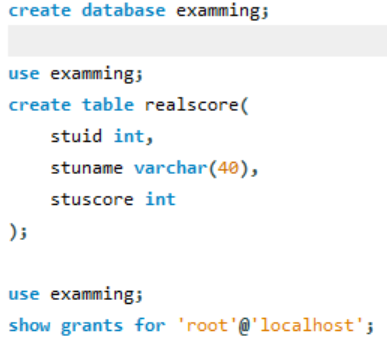 create database examming;
use examming;
create table realscore(
    stuid int,
    stuname varchar(40),
    stuscore int
);
use examming;
show grants for 'root'@'localhost';